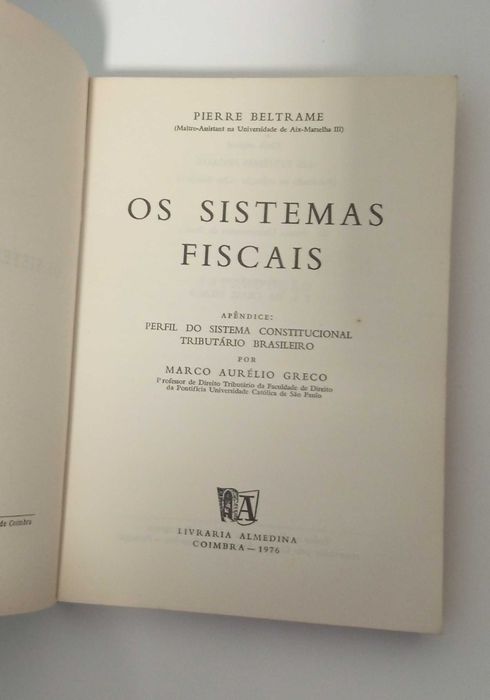 PIERRE BELTRAME
(Maître-Assistant na Universidade de Aix-Marselha III)
OS SISTEMAS
FISCAIS
APÊNDICE:
PERFIL DO SISTEMA CONSTITUCIONAL
TRIBUTÁRIO BRASILEIRO
POR
MARCO AURÉLIO GRECO
Professor de Direito Tributário da Faculdade de Direito
da Pontifícia Universidade Católica de São Paulo
A
LIVRARIA ALMEDINA
COIMBRA — 1976
de Coimbra